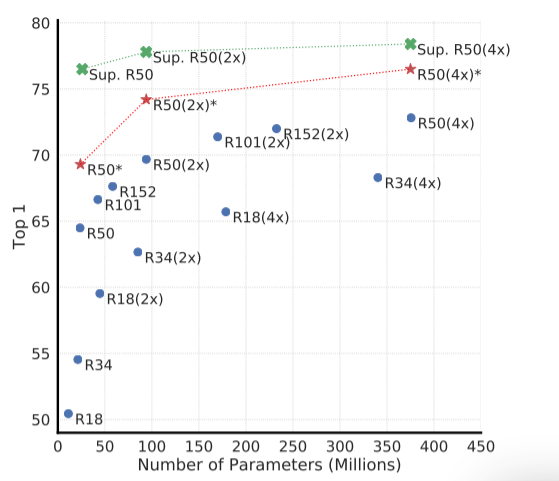 80
Sup. R50(4x)
Sup. R50(2x)
Sup. R50
R50(4x)*
75
R50(2x)*
R50(4x)
R152(2x)
R101(2x)
70
R50*
R50(2x)
R34(4x)
R152
R101
R18(4x)
65
R50
R34(2x)
60
R18(2x)
55
R34
50
R18
Top 1
0 50 100 150 200 250 300 350 400 450
Number of Parameters (Millions)